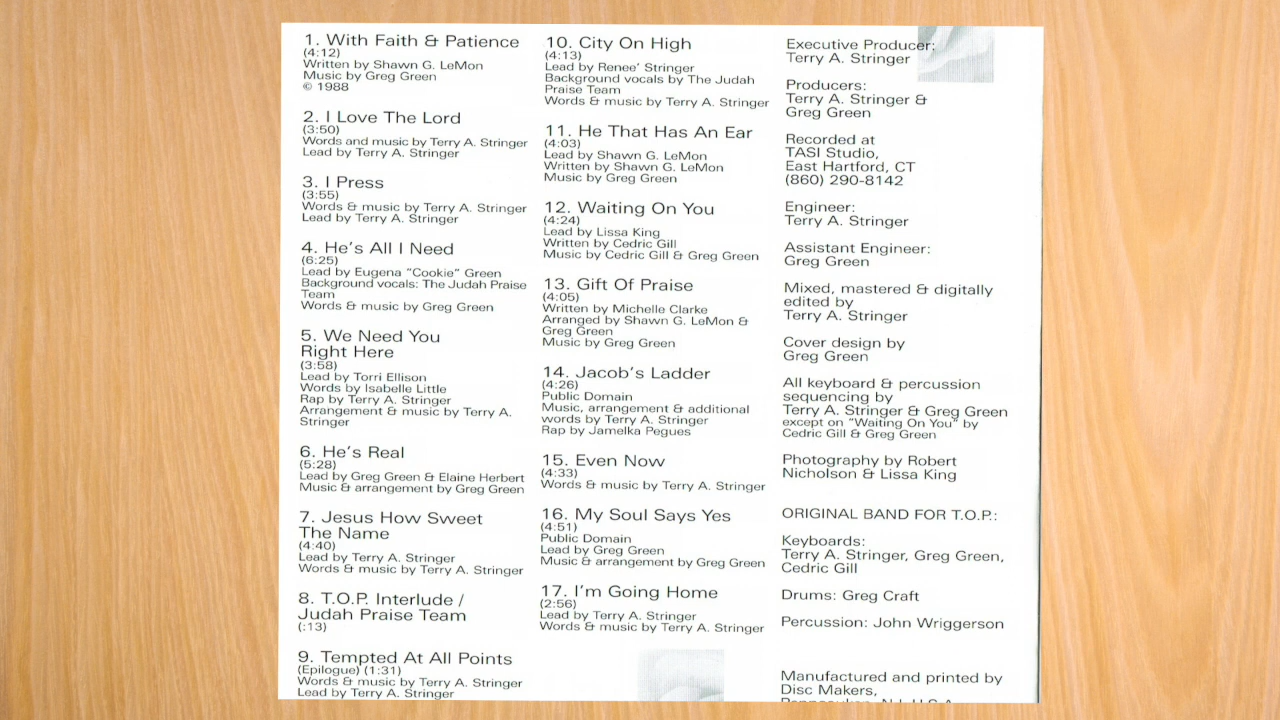 1. With Faith & Patience
(4:12)
Written by Shawn G. LeMon
Music by Greg Green
© 1988
2. I Love The Lord
(3:50)
Words and music by Terry A. Stringer
Lead by Terry A. Stringer
3. I Press
(3:55)
Words & music by Terry A. Stringer
Lead by Terry A. Stringer
4. He's All I Need
(6:25)
Lead by Eugena "Cookie" Green
Background vocals: The Judah Praise
Team
Words & music by Greg Green
5. We Need You
Right Here
(3:58)
Lead by Torri Ellison
Words by Isabelle Little
Rap by Terry A. Stringer
Arrangement & music by Terry A.
Stringer
6. He's Real
(5:28)
Lead by Greg Green & Elaine Herbert
Music & arrangement by Greg Green
7. Jesus How Sweet
The Name
(4:40)
Lead by Terry A. Stringer
Words & music by Terry A. Stringer
8. T.O.P. Interlude /
Judah Praise Team
(:13)
9. Tempted At All Points
(Epilogue) (1:31)
Words & music by Terry A. Stringer
Lead by Terry A. Stringer
10. City On High
(4:13)
Lead by Renee' Stringer
Background vocals by The Judah
Praise Team
Words & music by Terry A. Stringer
11. He That Has An Ear
(4:03)
Lead by Shawn G. LeMon
Written by Shawn G. LeMon
Music by Greg Green
12. Waiting On You
(4:24)
Lead by Lissa King
Written by Cedric Gill
Music by Cedric Gill & Greg Green
13. Gift Of Praise
(4:05)
Written by Michelle Clarke
Arranged by Shawn G. LeMon &
Greg Green
Music by Greg Green
14. Jacob's Ladder
(4:26)
Public Domain
Music, arrangement & additional
words by Terry A. Stringer
Rap by Jamelka Pegues
15. Even Now
(4:33)
Words & music by Terry A. Stringer
16. My Soul Says Yes
(4:51)
Public Domain
Lead by Greg Green
Music & arrangement by Greg Green
17. I'm Going Home
(2:56)
Lead by Terry A. Stringer
Words & music by Terry A. Stringer
Executive Producer:
Terry A. Stringer
Producers:
Terry A. Stringer &
Greg Green
Recorded at
TASI Studio,
East Hartford, CT
(860) 290-8142
Engineer:
Terry A. Stringer
Assistant Engineer:
Greg Green
Mixed, mastered & digitally
edited by
Terry A. Stringer
Cover design by
Greg Green
All keyboard & percussion
sequencing by
Terry A. Stringer & Greg Green
except on "Waiting On You" by
Cedric Gill & Greg Green
Photography by Robert
Nicholson & Lissa King
ORIGINAL BAND FOR T.O.P.:
Keyboards:
Terry A. Stringer, Greg Green,
Cedric Gill
Drums: Greg Craft
Percussion: John Wriggerson
Manufactured and printed by
Disc Makers,